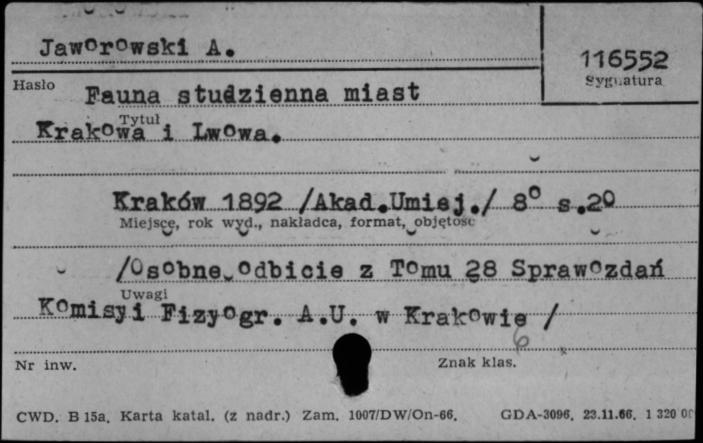 Jaworowski A.
116552
Hasło
Sygnatura
Fauna studzienna miast
Tytuł
Krakowa i Lwowa.
Kraków 1892 /Akad.Umiej./ 8° s.20
Miejsce, rok wyd., nakładca, format, objętość
/Osobne odbicie z Tomu 28 Sprawozdań
Uwagi
Komisyi Fizyogr. A.U. w Krakowie /
6
Nr inw.
Znak klas.
CWD. B 15a. Karta katal. (z nadr.) Zam. 1007/DW/On-66. GDA-3096. 23.11.66. 1 320